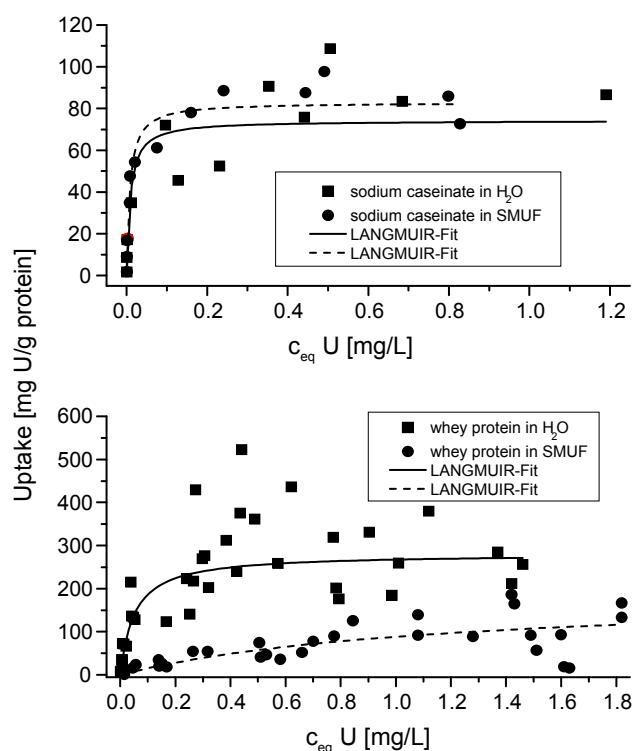 120
100
80
60
40
20
0
sodium caseinate in H2O
sodium caseinate in SMUF
LANGMUIR-Fit
LANGMUIR-Fit
0.0 0.2 0.4 0.6 0.8 1.0 1.2
ceq U [mg/L]
Uptake [mg U/g protein]
600
500
400
300
200
100
0
whey protein in H2O
whey protein in SMUF
LANGMUIR-Fit
LANGMUIR-Fit
0.0 0.2 0.4 0.6 0.8 1.0 1.2 1.4 1.6 1.8
ceq U [mg/L]